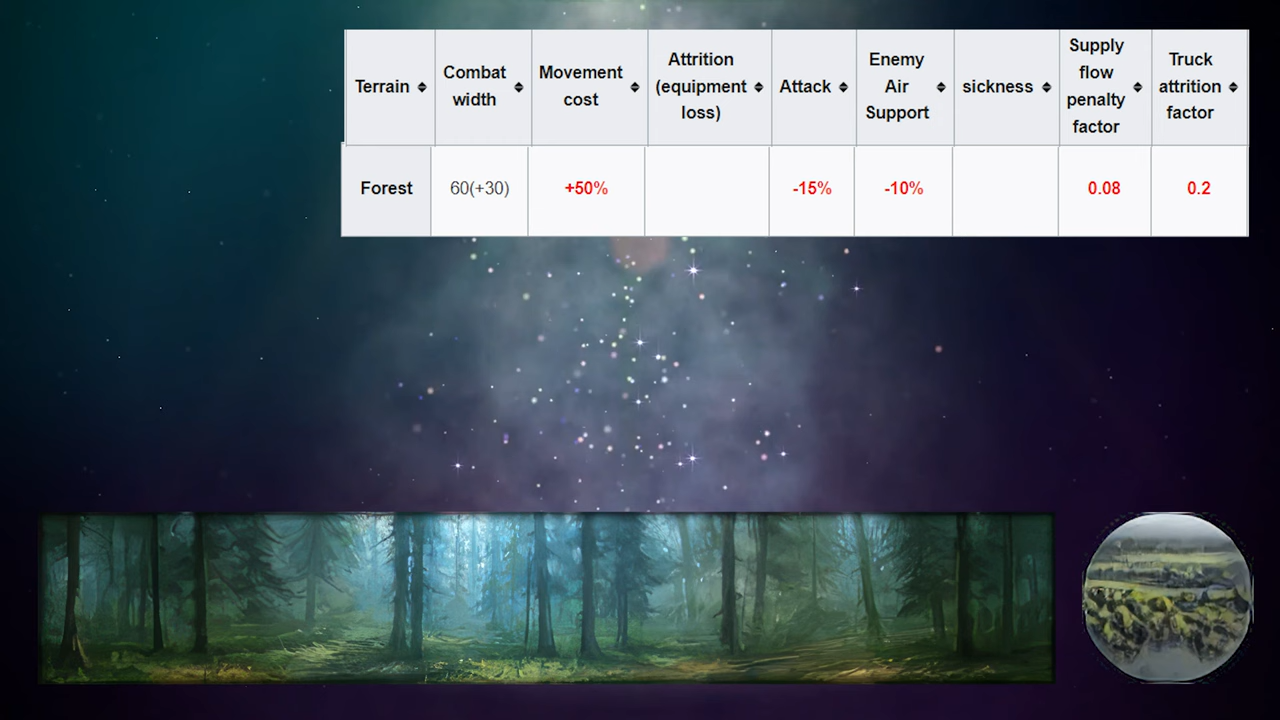 Terrain
Combat
width
Movement
cost
Attrition
(equipment
loss)
Attack
Enemy
Air
Support
sickness
Supply
flow
penalty
factor
Truck
attrition
factor
Forest
60(+30)
+50%
-15%
-10%
0.08
0.2